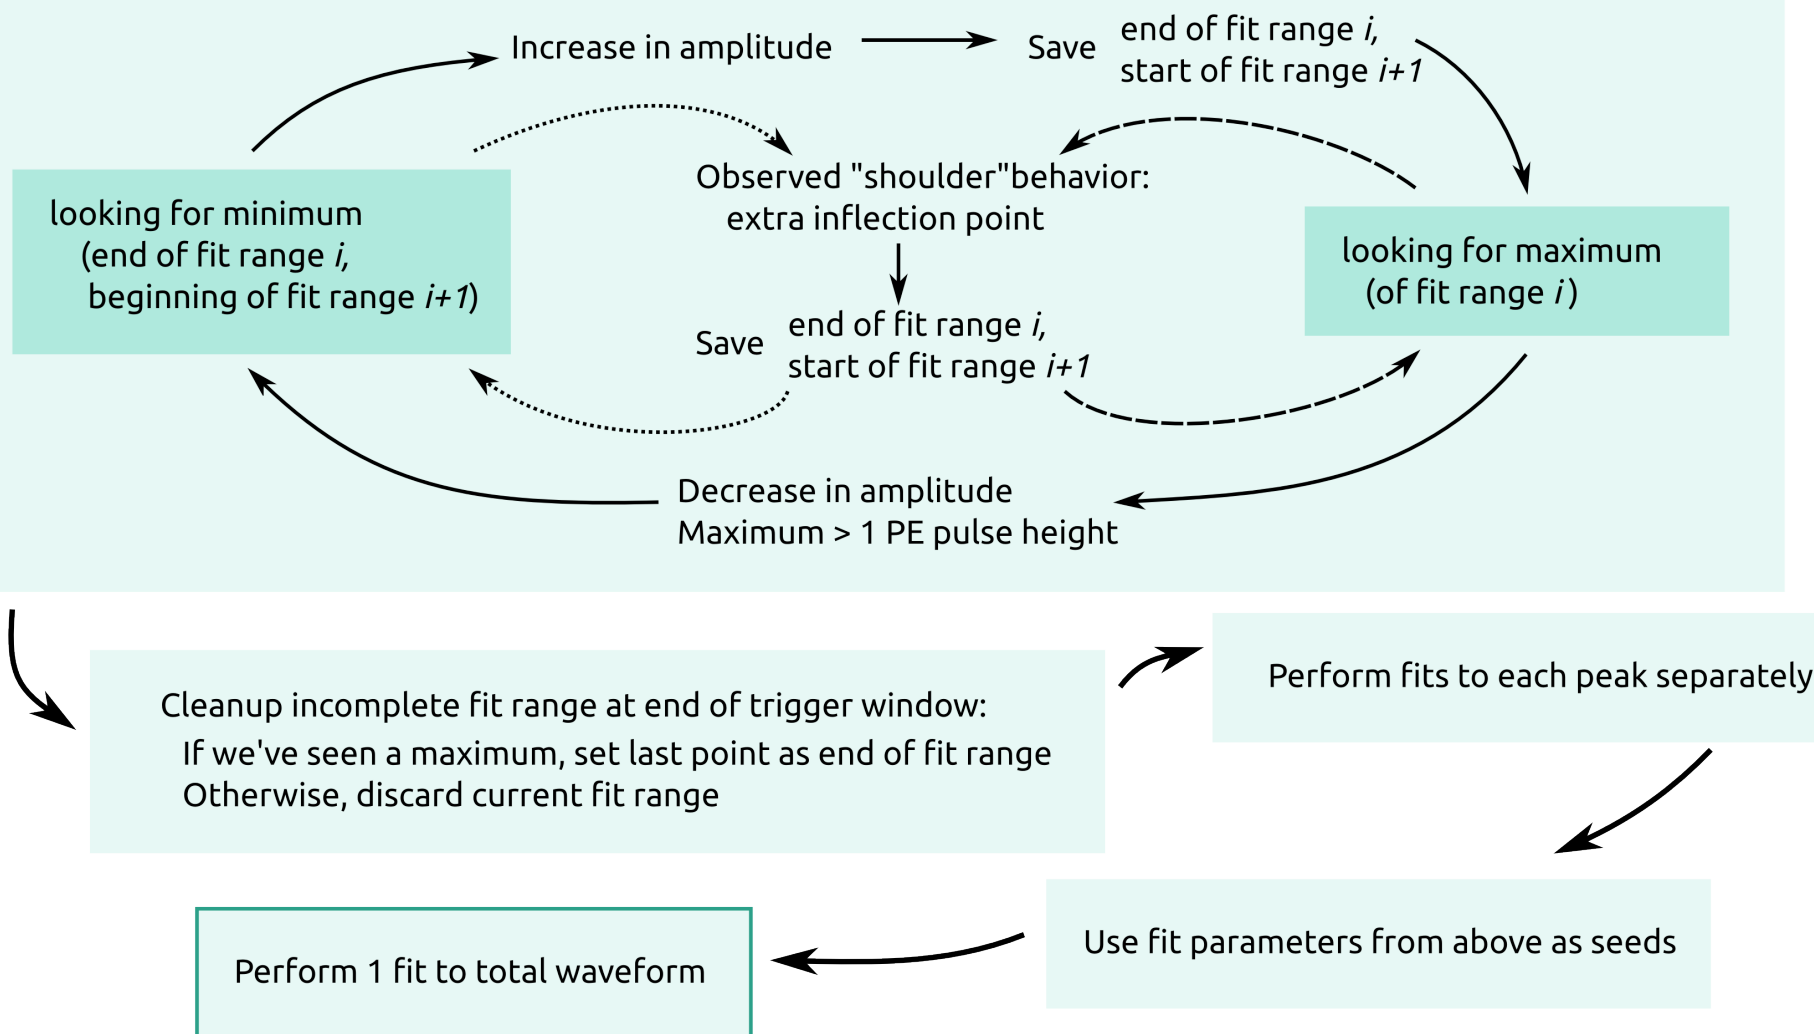 Increase in amplitude
Save
end of fit range i,
start of fit range i+1
Observed "shoulder"behavior:
extra inflection point
looking for minimum
(end of fit range i,
beginning of fit range i+1)
looking for maximum
(of fit range i)
Save
end of fit range i,
start of fit range i+1
Decrease in amplitude
Maximum > 1 PE pulse height
Cleanup incomplete fit range at end of trigger window:
If we've seen a maximum, set last point as end of fit range
Otherwise, discard current fit range
Perform fits to each peak separately
Use fit parameters from above as seeds
Perform 1 fit to total waveform